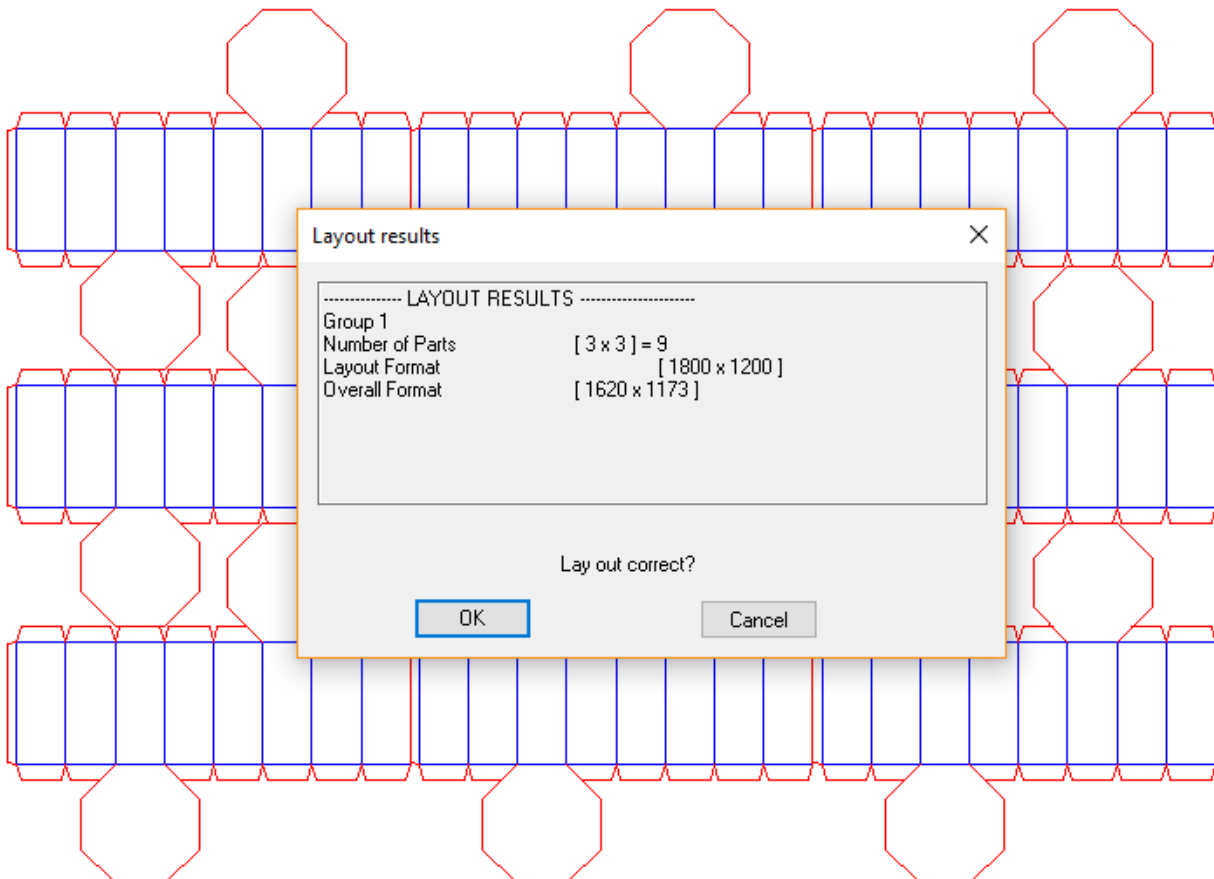 Layout results
--------------- LAYOUT RESULTS ----------------------
Group 1
Number of Parts [ 3 x 3 ] = 9
Layout Format [ 1800 x 1200 ]
Overall Format [ 1620 x 1173 ]
Lay out correct?
OK Cancel